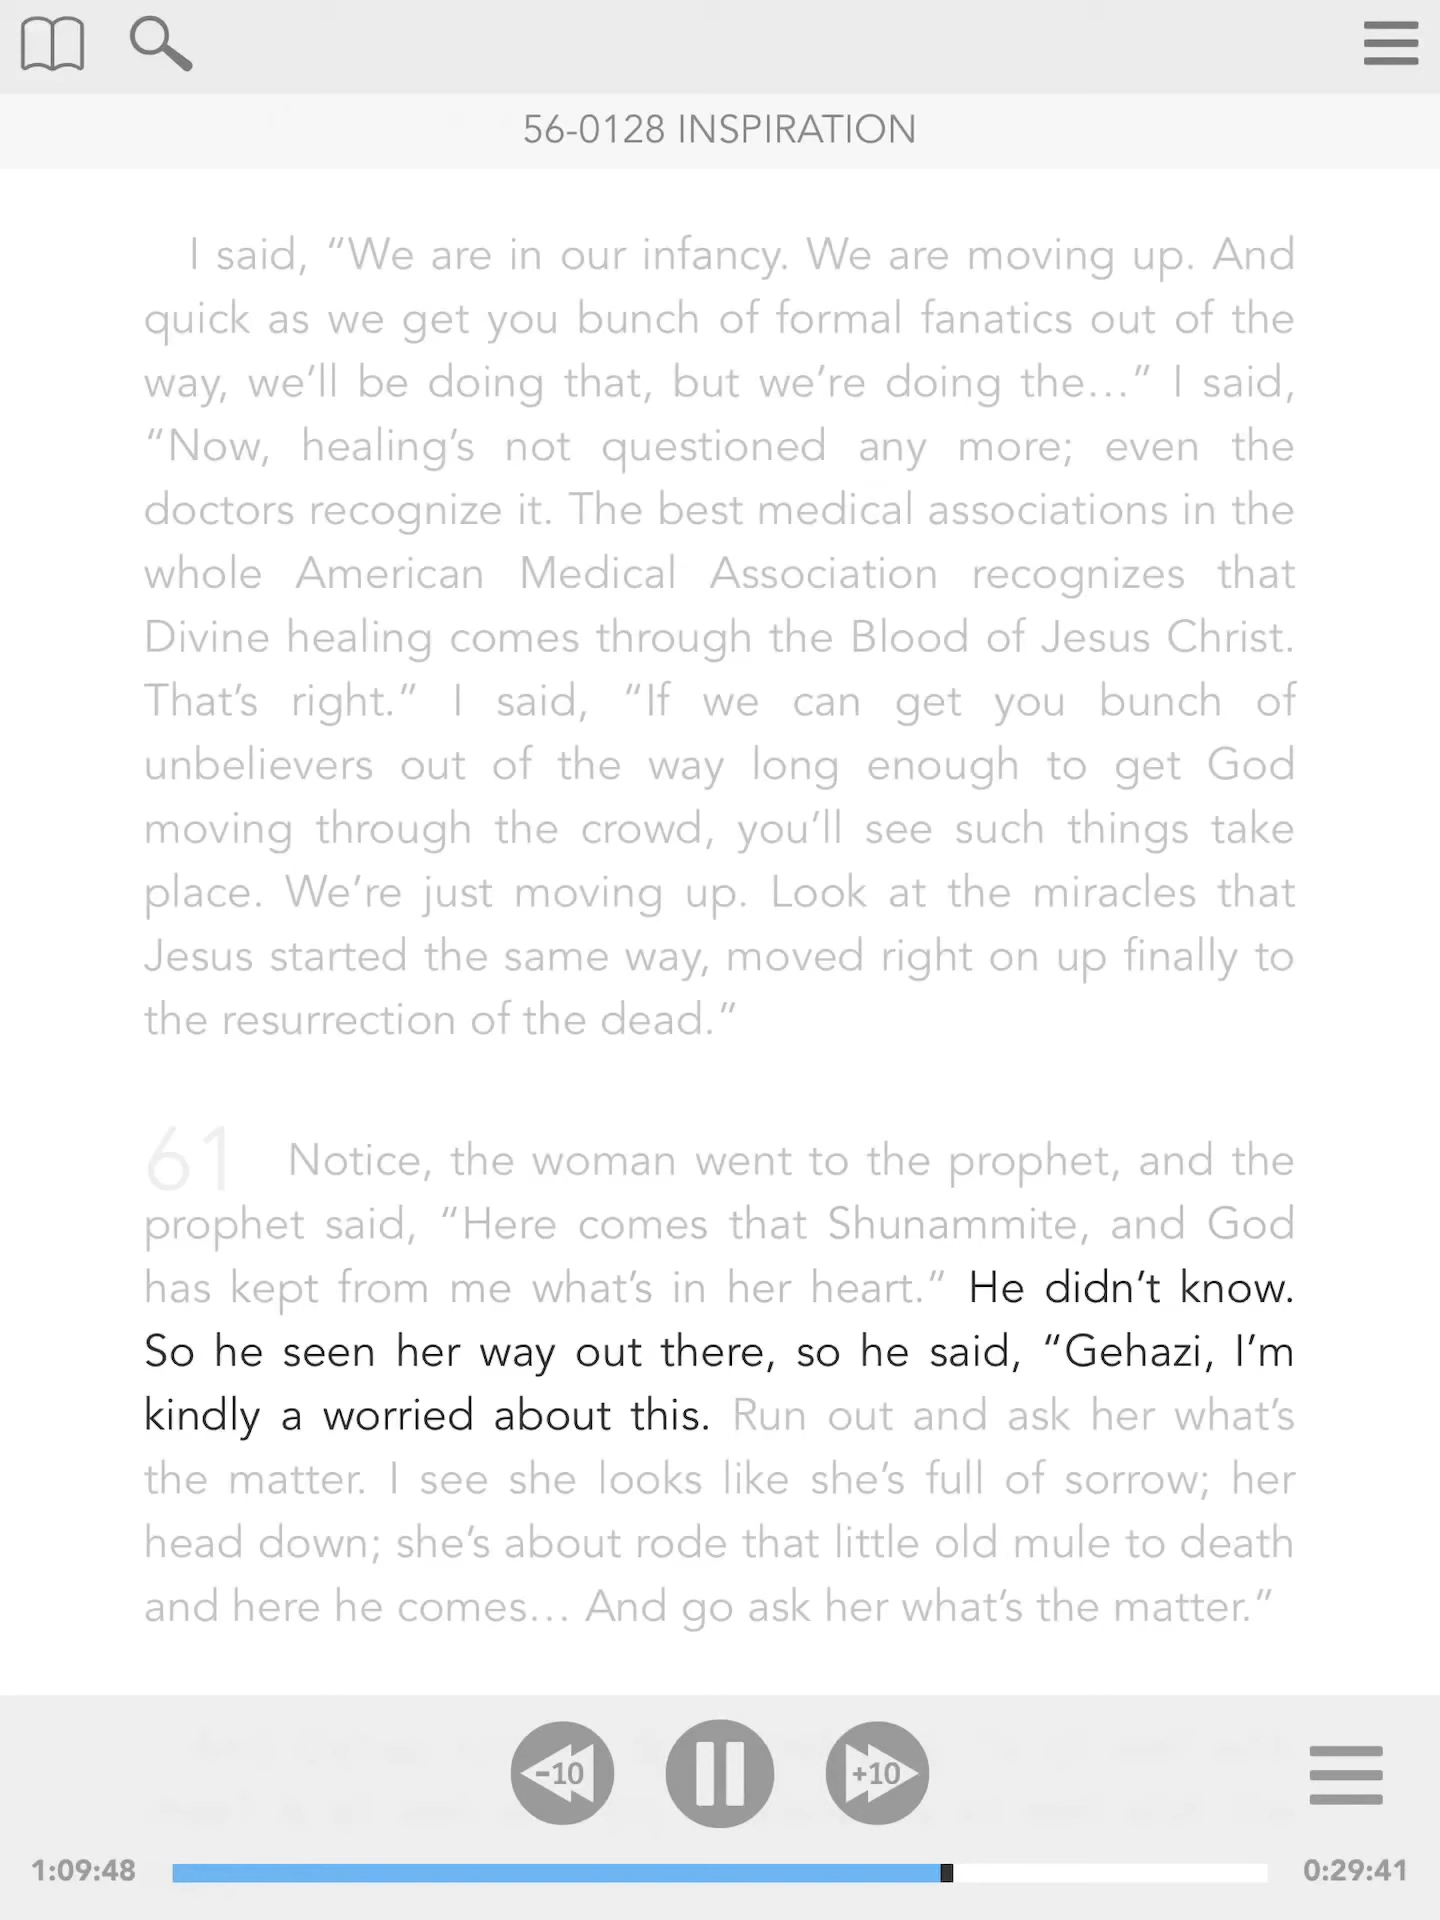 56-0128 INSPIRATION
I said, “We are in our infancy. We are moving up. And
quick as we get you bunch of formal fanatics out of the
way, we’ll be doing that, but we’re doing the…” I said,
“Now, healing’s not questioned any more; even the
doctors recognize it. The best medical associations in the
whole American Medical Association recognizes that
Divine healing comes through the Blood of Jesus Christ.
That’s right.” I said, “If we can get you bunch of
unbelievers out of the way long enough to get God
moving through the crowd, you’ll see such things take
place. We’re just moving up. Look at the miracles that
Jesus started the same way, moved right on up finally to
the resurrection of the dead.”
61 Notice, the woman went to the prophet, and the
prophet said, “Here comes that Shunammite, and God
has kept from me what’s in her heart.” He didn’t know.
So he seen her way out there, so he said, “Gehazi, I’m
kindly a worried about this. Run out and ask her what’s
the matter. I see she looks like she’s full of sorrow; her
head down; she’s about rode that little old mule to death
and here he comes… And go ask her what’s the matter.”
-10 +10
1:09:48 0:29:41